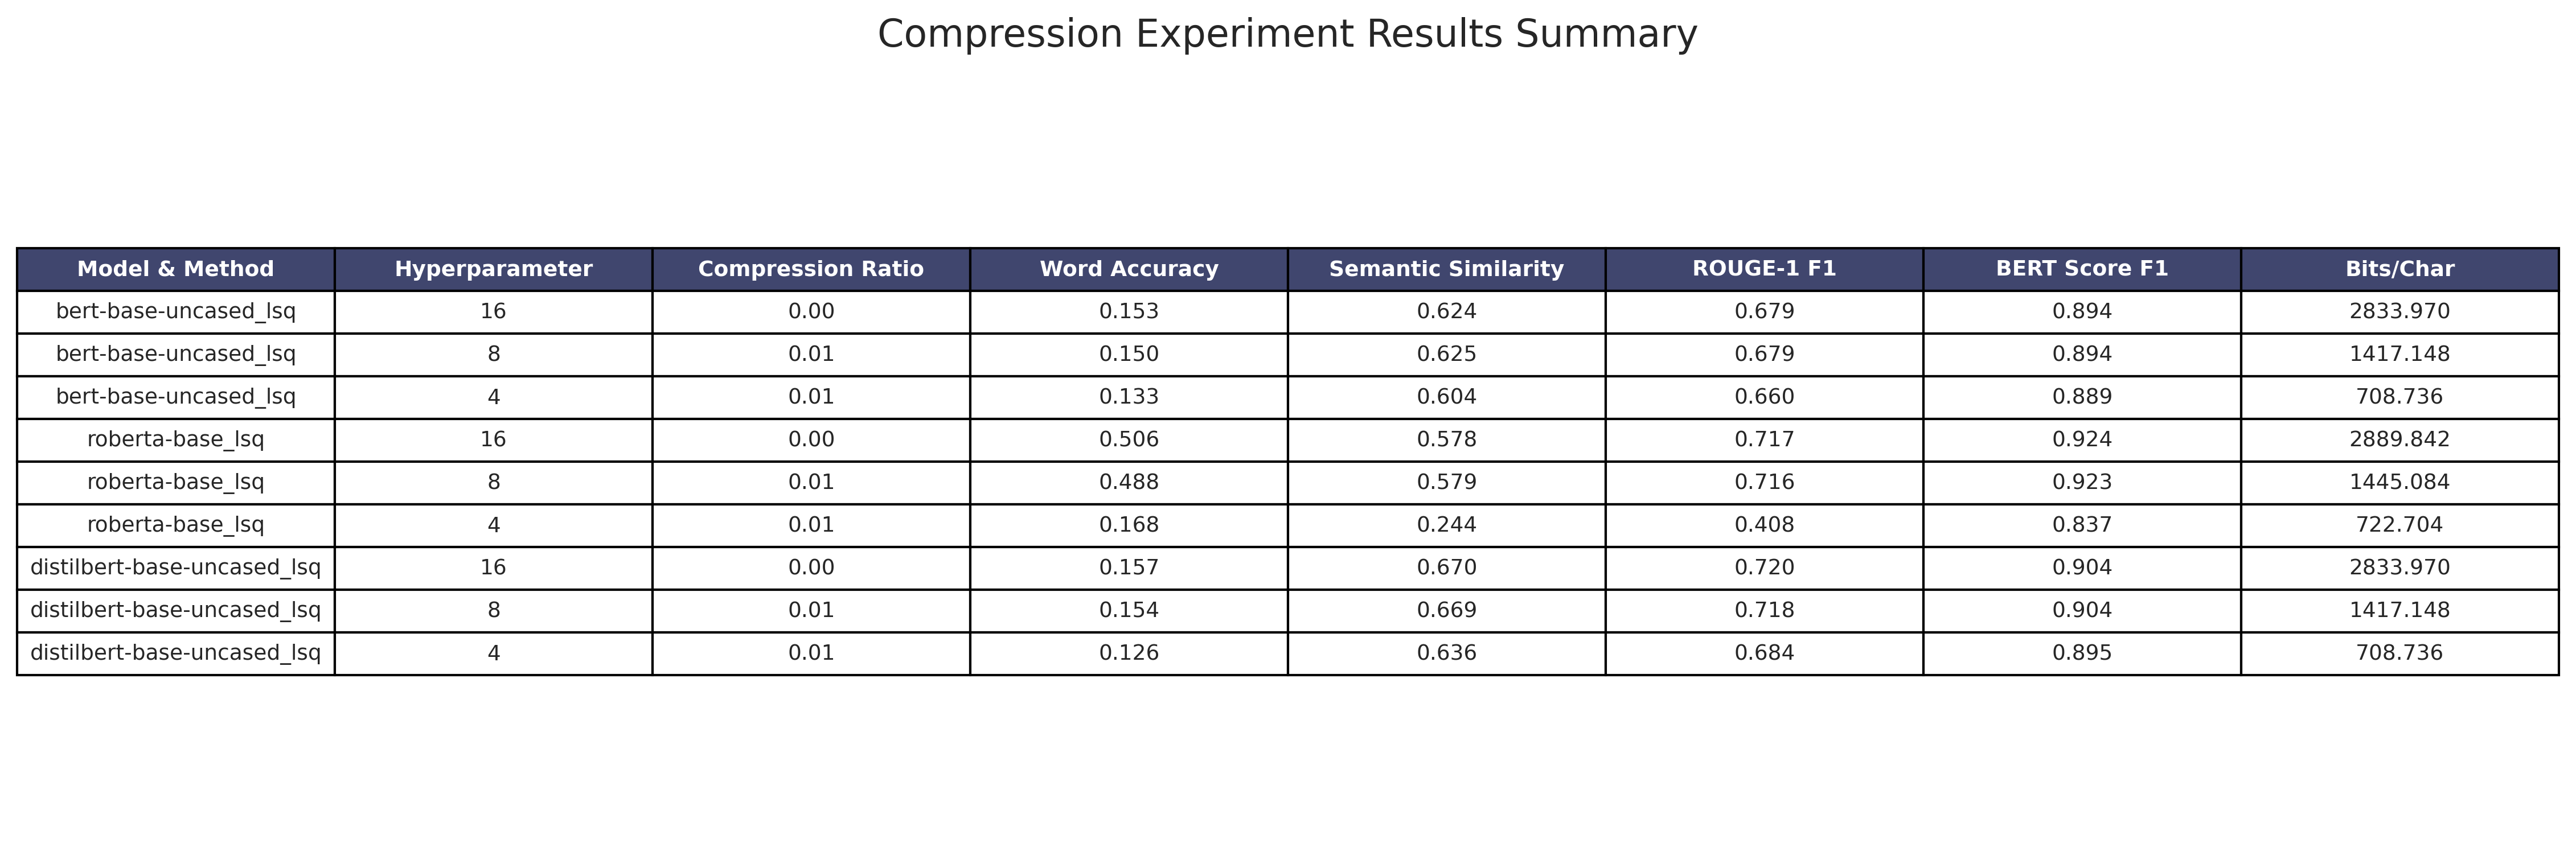 Compression Experiment Results Summary
Model & Method Hyperparameter Compression Ratio Word Accuracy Semantic Similarity ROUGE-1 F1 BERT Score F1 Bits/Char
bert-base-uncased_lsq 16 0.00 0.153 0.624 0.679 0.894 2833.970
bert-base-uncased_lsq 8 0.01 0.150 0.625 0.679 0.894 1417.148
bert-base-uncased_lsq 4 0.01 0.133 0.604 0.660 0.889 708.736
roberta-base_lsq 16 0.00 0.506 0.578 0.717 0.924 2889.842
roberta-base_lsq 8 0.01 0.488 0.579 0.716 0.923 1445.084
roberta-base_lsq 4 0.01 0.168 0.244 0.408 0.837 722.704
distilbert-base-uncased_lsq 16 0.00 0.157 0.670 0.720 0.904 2833.970
distilbert-base-uncased_lsq 8 0.01 0.154 0.669 0.718 0.904 1417.148
distilbert-base-uncased_lsq 4 0.01 0.126 0.636 0.684 0.895 708.736